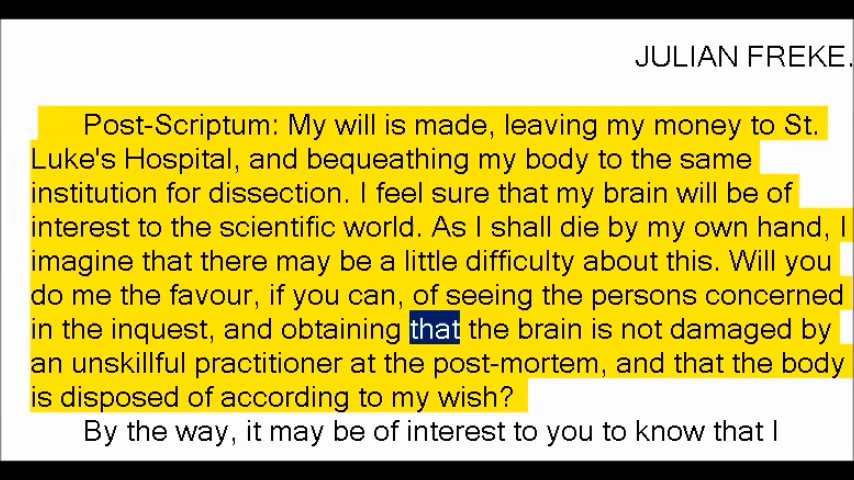 JULIAN FREKE.
Post-Scriptum: My will is made, leaving my money to St.
Luke's Hospital, and bequeathing my body to the same
institution for dissection. I feel sure that my brain will be of
interest to the scientific world. As I shall die by my own hand, I
imagine that there may be a little difficulty about this. Will you
do me the favour, if you can, of seeing the persons concerned
in the inquest, and obtaining that the brain is not damaged by
an unskillful practitioner at the post-mortem, and that the body
is disposed of according to my wish?
By the way, it may be of interest to you to know that I